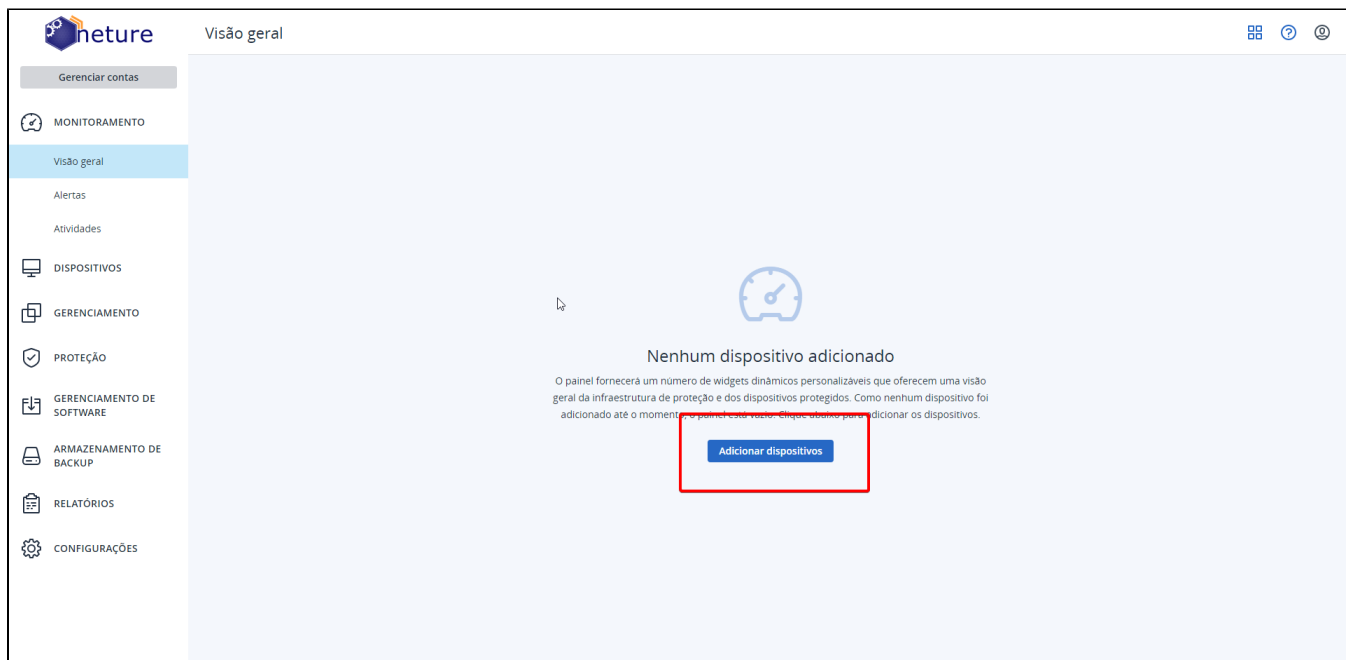 neture
Visão geral
Gerenciar contas
MONITORAMENTO
Visão geral
Alertas
Atividades
DISPOSITIVOS
GERENCIAMENTO
PROTEÇÃO
GERENCIAMENTO DE
SOFTWARE
ARMAZENAMENTO DE
BACKUP
RELATÓRIOS
CONFIGURAÇÕES
Nenhum dispositivo adicionado
O painel fornecerá um número de widgets dinâmicos personalizáveis que oferecem uma visão
geral da infraestrutura de proteção e dos dispositivos protegidos. Como nenhum dispositivo foi
adicionado até o momento, o painel está vazio. Clique abaixo para adicionar os dispositivos.
Adicionar dispositivos